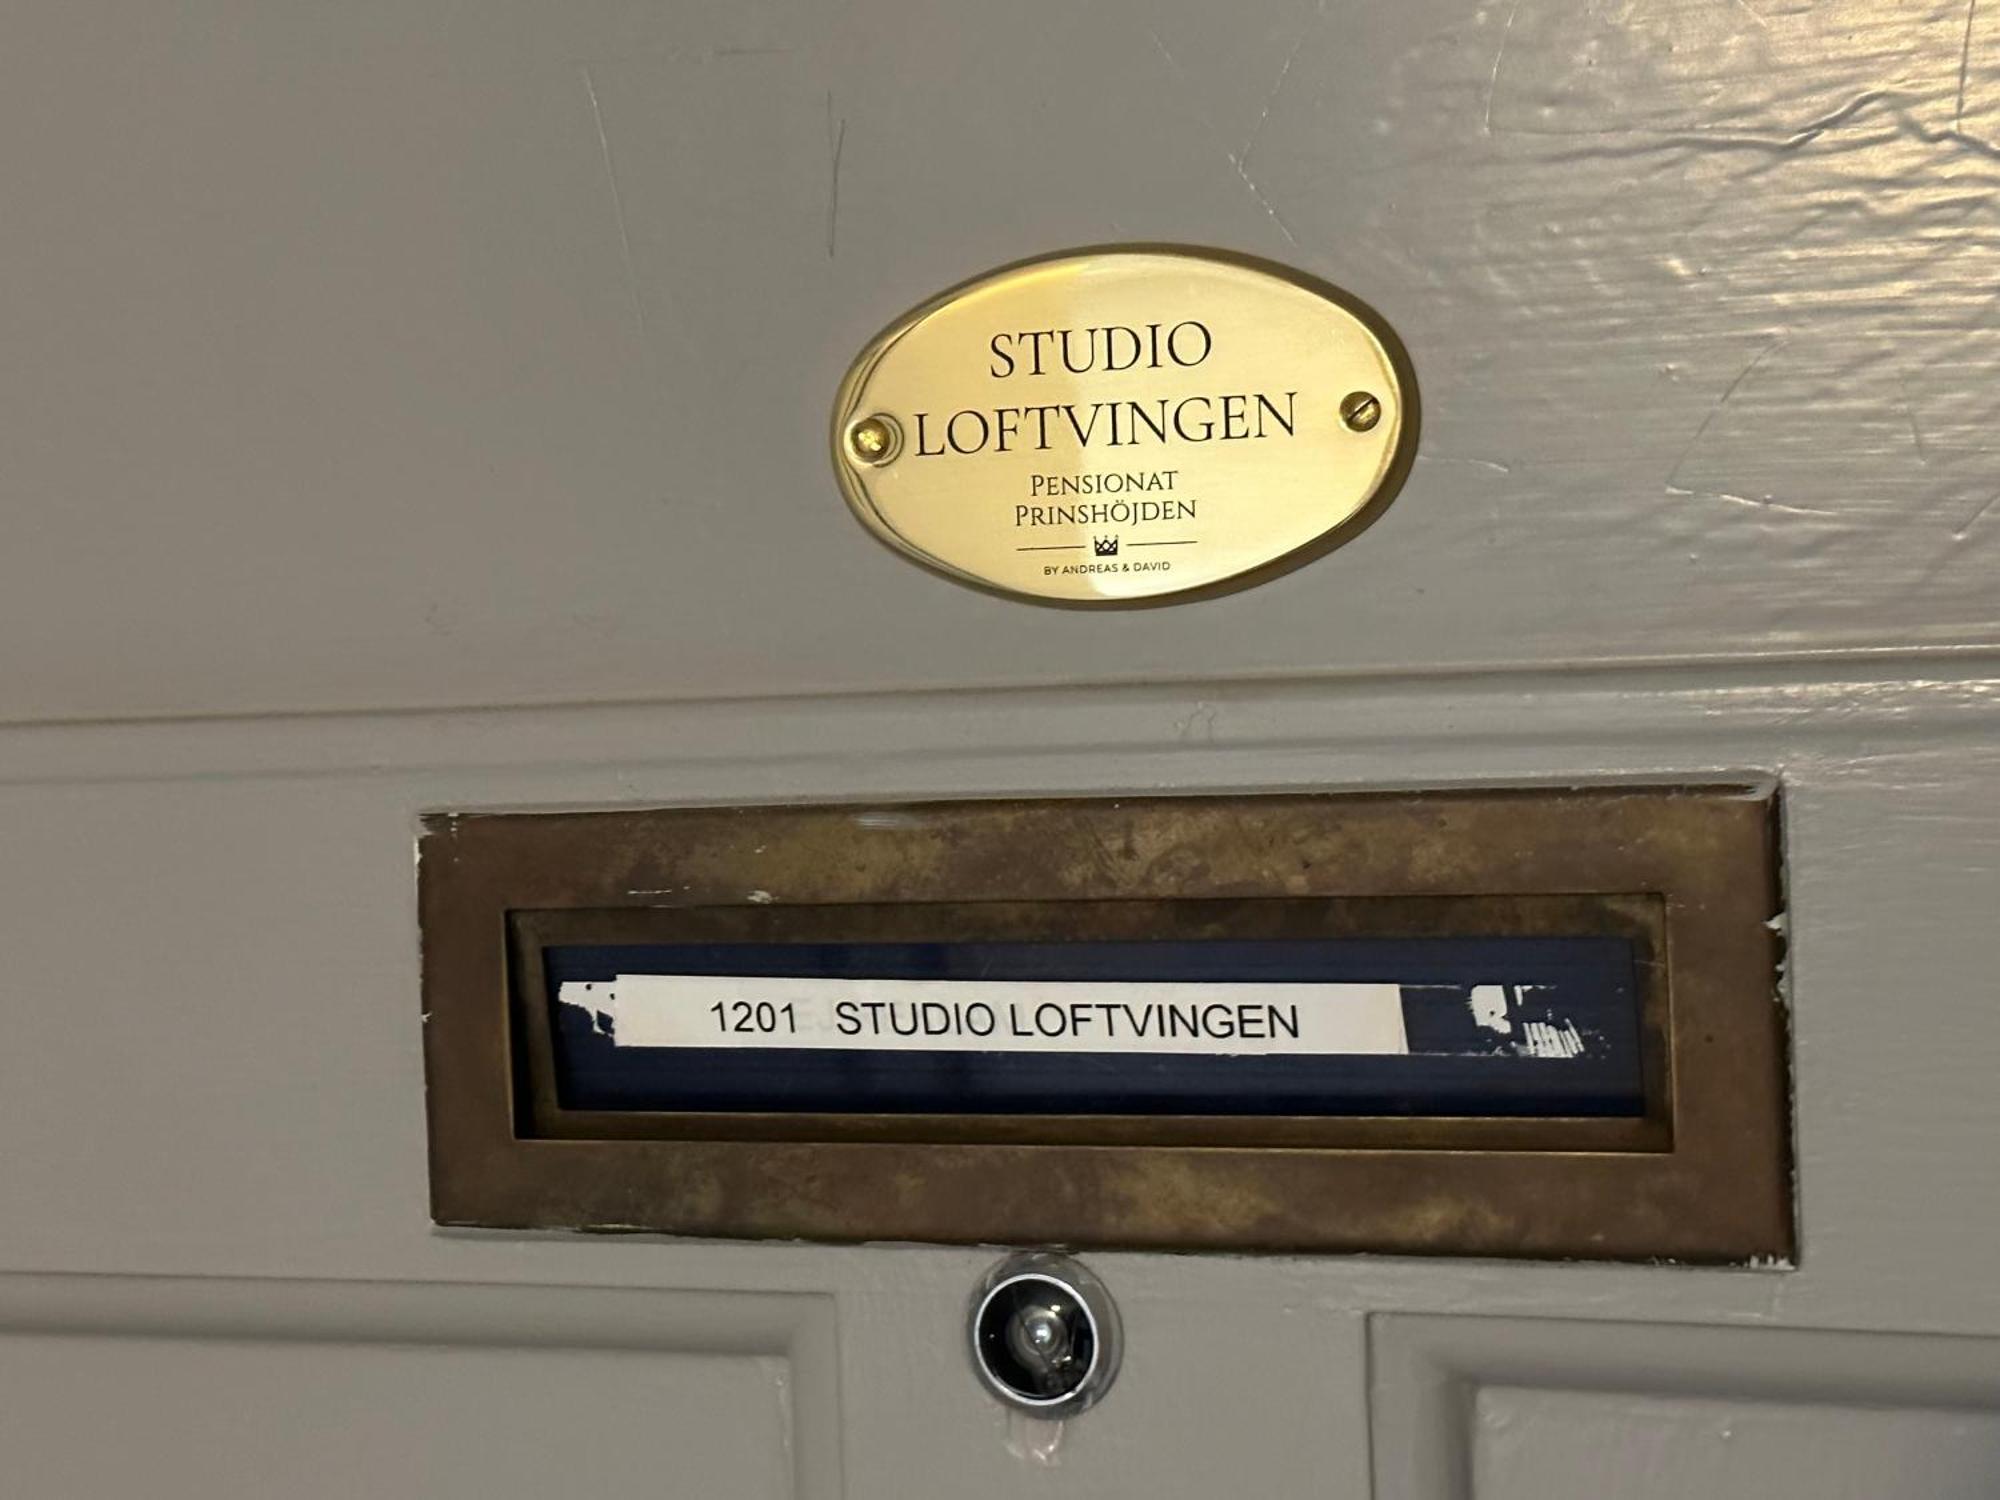 STUDIO
LOFTVINGEN
PENSIONAT
PRINSHÖJDEN
BY ANDREAS & DAVID
1201 STUDIO LOFTVINGEN